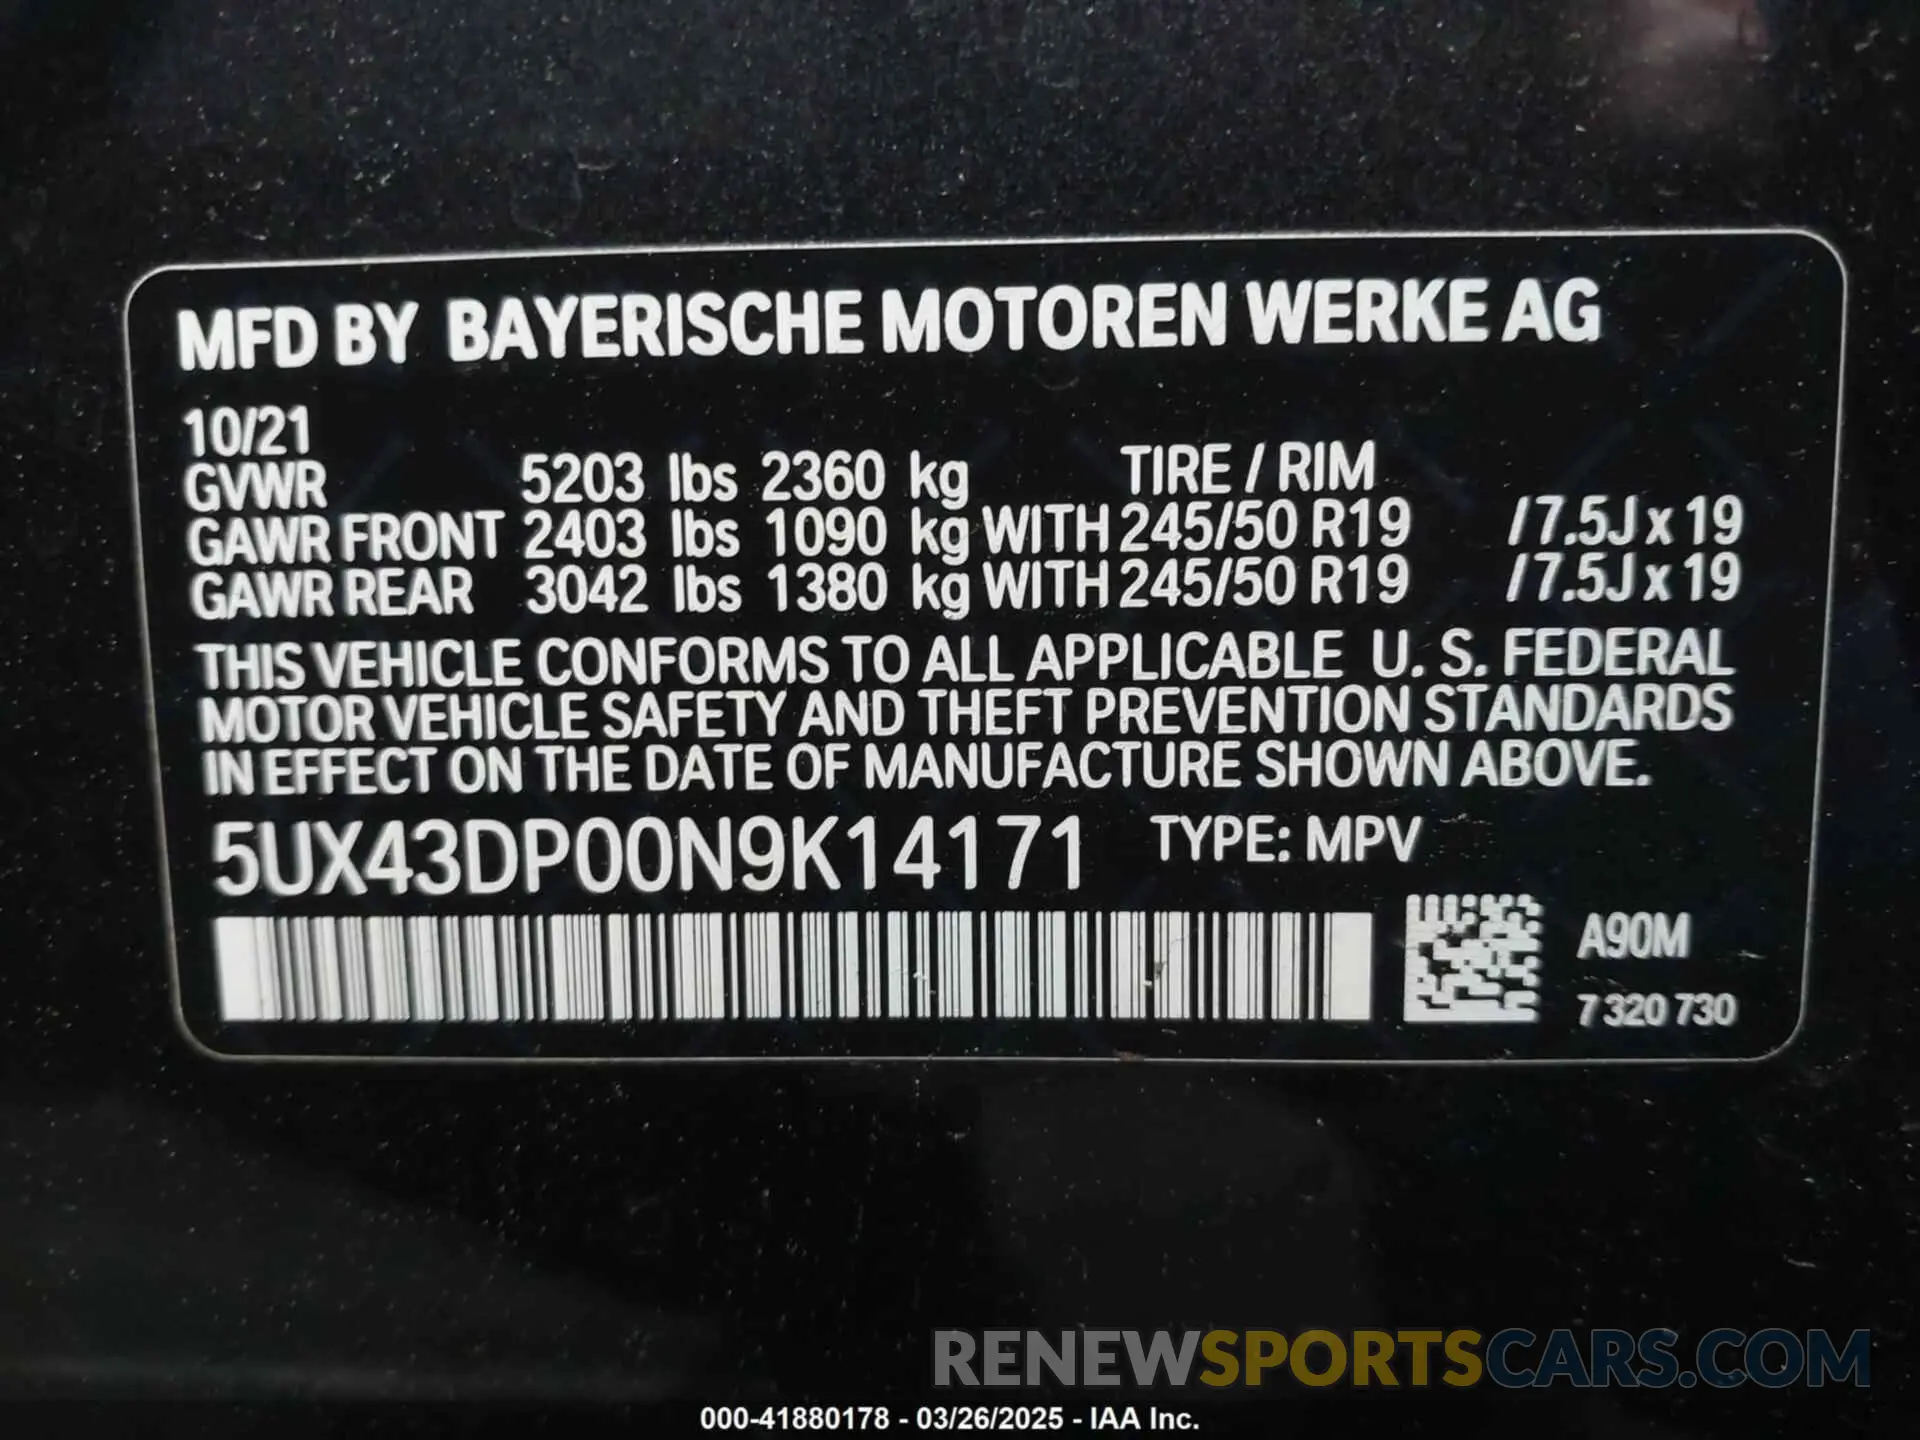 MFD BY BAYERISCHE MOTOREN WERKE AG
10/21
GVWR 5203 lbs 2360 kg TIRE / RIM
GAWR FRONT 2403 lbs 1090 kg WITH 245/50 R19 / 7.5J x 19
GAWR REAR 3042 lbs 1380 kg WITH 245/50 R19 / 7.5J x 19
THIS VEHICLE CONFORMS TO ALL APPLICABLE U. S. FEDERAL
MOTOR VEHICLE SAFETY AND THEFT PREVENTION STANDARDS
IN EFFECT ON THE DATE OF MANUFACTURE SHOWN ABOVE.
5UX43DP00N9K14171 TYPE: MPV
A90M
7 320 730
RENEWSPORTSCARS.COM
000-41880178 - 03/26/2025 - IAA Inc.